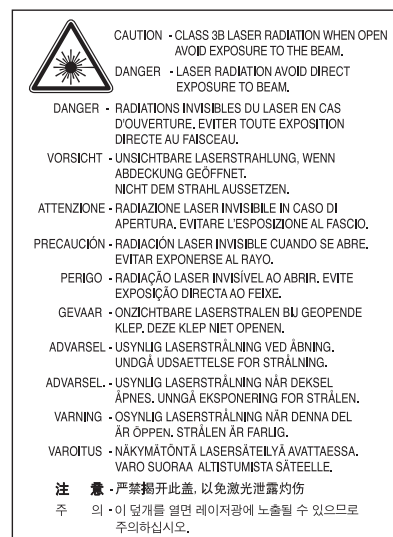 CAUTION - CLASS 3B LASER RADIATION WHEN OPEN
AVOID EXPOSURE TO THE BEAM.
DANGER - LASER RADIATION AVOID DIRECT
EXPOSURE TO BEAM.
DANGER - RADIATIONS INVISIBLES DU LASER EN CAS
D'OUVERTURE. EVITER TOUTE EXPOSITION
DIRECTE AU FAISCEAU.
VORSICHT - UNSICHTBARE LASERSTRAHLUNG, WENN
ABDECKUNG GEÖFFNET.
NICHT DEM STRAHL AUSSETZEN.
ATTENZIONE - RADIAZIONE LASER INVISIBILE IN CASO DI
APERTURA. EVITARE L'ESPOSIZIONE AL FASCIO.
PRECAUCIÓN - RADIACIÓN LASER INVISIBLE CUANDO SE ABRE.
EVITAR EXPONERSE AL RAYO.
PERIGO - RADIAÇÃO LASER INVISÍVEL AO ABRIR. EVITE
EXPOSIÇÃO DIRECTA AO FEIXE.
GEVAAR - ONZICHTBARE LASERSTRALEN BIJ GEOPENDE
KLEP. DEZE KLEP NIET OPENEN.
ADVARSEL - USYNLIG LASERSTRÅLNING VED ÅBNING.
UNDGÅ UDSAETTELSE FOR STRÅLNING.
ADVARSEL. - USYNLIG LASERSTRÅLNING NÅR DEKSEL
ÅPNES. UNNGÅ EKSPONERING FOR STRÅLEN.
VARNING - OSYNLIG LASERSTRÅLNING NÄR DENNA DEL
ÄR ÖPPEN. STRÅLEN ÄR FARLIG.
VAROITUS - NÄKYMÄTÖNTÄ LASERSÄTEILYÄ AVATTAESSA.
VARO SUORAA ALTISTUMISTA SÄTEELLE.
注 意 - 严禁揭开此盖, 以免激光泄露灼伤
주 의 - 이 덮개를 열면 레이저광에 노출될 수 있으므로
주의하십시오.